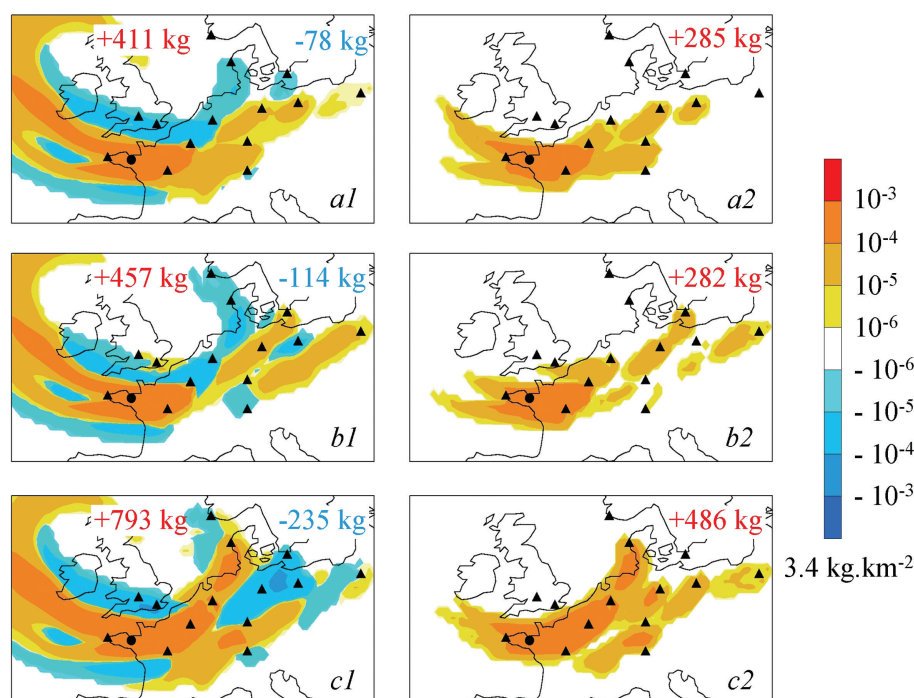 +411 kg -78 kg
a1
+285 kg
a2
+457 kg -114 kg
b1
+282 kg
b2
+793 kg -235 kg
c1
+486 kg
c2
10⁻³
10⁻⁴
10⁻⁵
10⁻⁶
- 10⁻⁶
- 10⁻⁵
- 10⁻⁴
- 10⁻³
3.4 kg.km⁻²